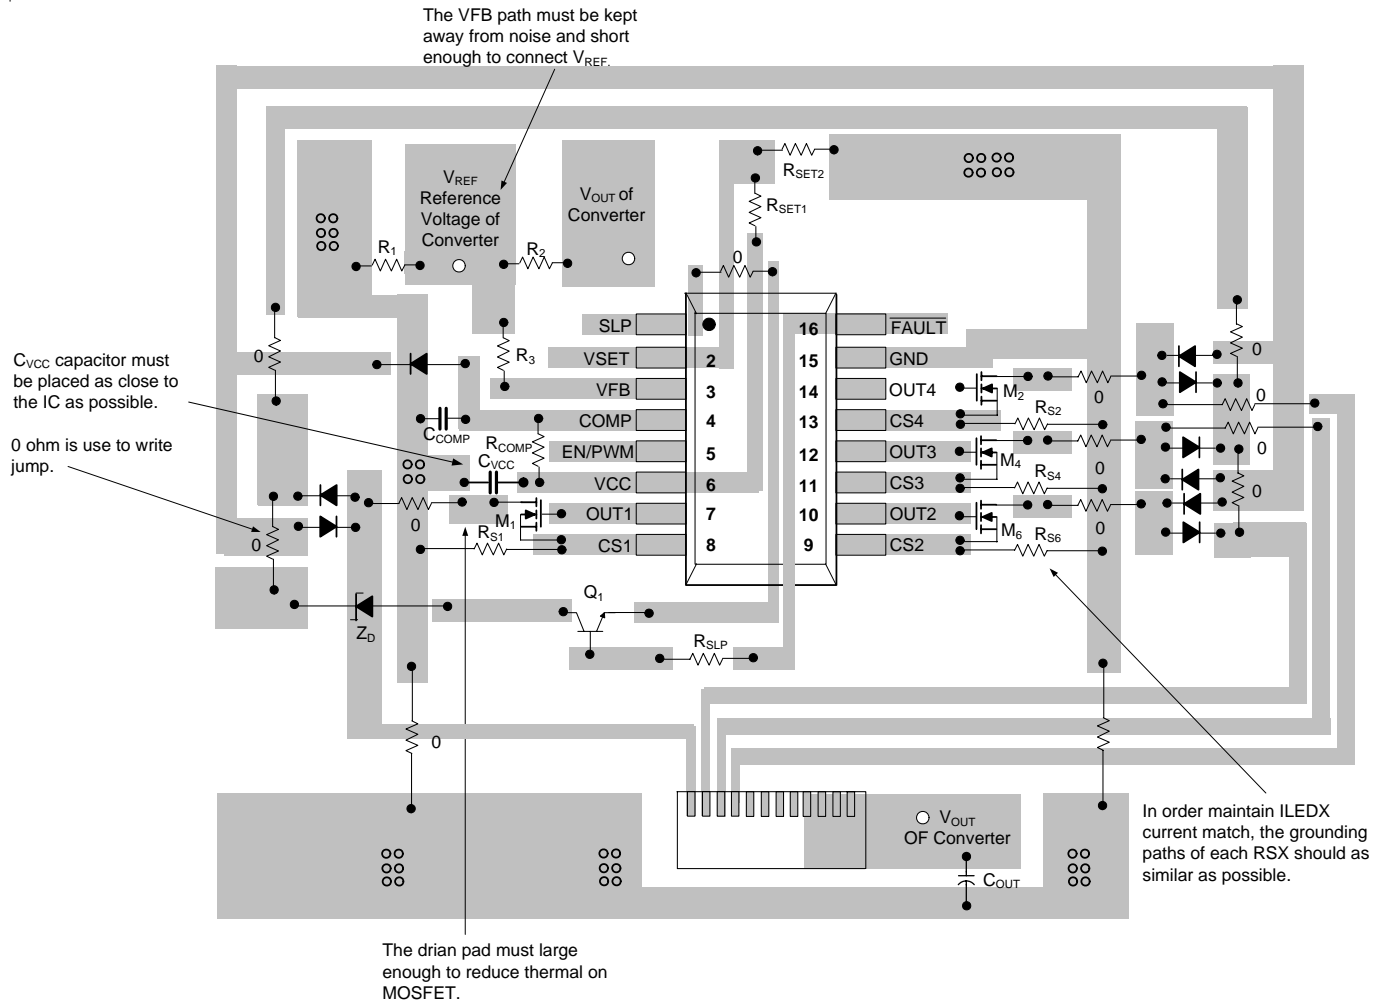 The VFB path must be kept
away from noise and short
enough to connect VREF.
RSET2
VREF
Reference
Voltage of
Converter
VOUT of
Converter
RSET1
R1
R2
0
SLP
16
FAULT
0
R3
VSET
2
15
GND
0
CVCC capacitor must
be placed as close to
the IC as possible.
VFB
3
14
OUT4
M2
0
0
CCOMP
COMP
4
13
CS4
RS2
0 ohm is use to write
jump.
RCOMP
CVCC
EN/PWM
5
12
OUT3
M4
0
0
VCC
6
11
CS3
RS4
0
0
M1
OUT1
7
10
OUT2
M6
0
0
RS1
CS1
8
9
CS2
RS6
Q1
ZD
RSLP
0
In order maintain ILEDX
current match, the grounding
paths of each RSX should as
similar as possible.
VOUT
OF Converter
COUT
The drian pad must large
enough to reduce thermal on
MOSFET.